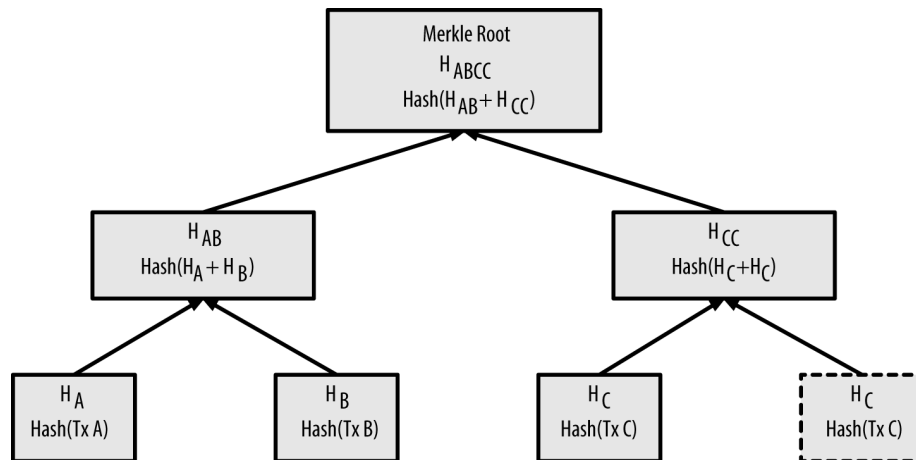 Merkle Root
H ABCC
Hash(H AB + H CC)
H AB
Hash(H A + H B)
H CC
Hash(H C+H C)
H A
Hash(Tx A)
H B
Hash(Tx B)
H C
Hash(Tx C)
H C
Hash(Tx C)